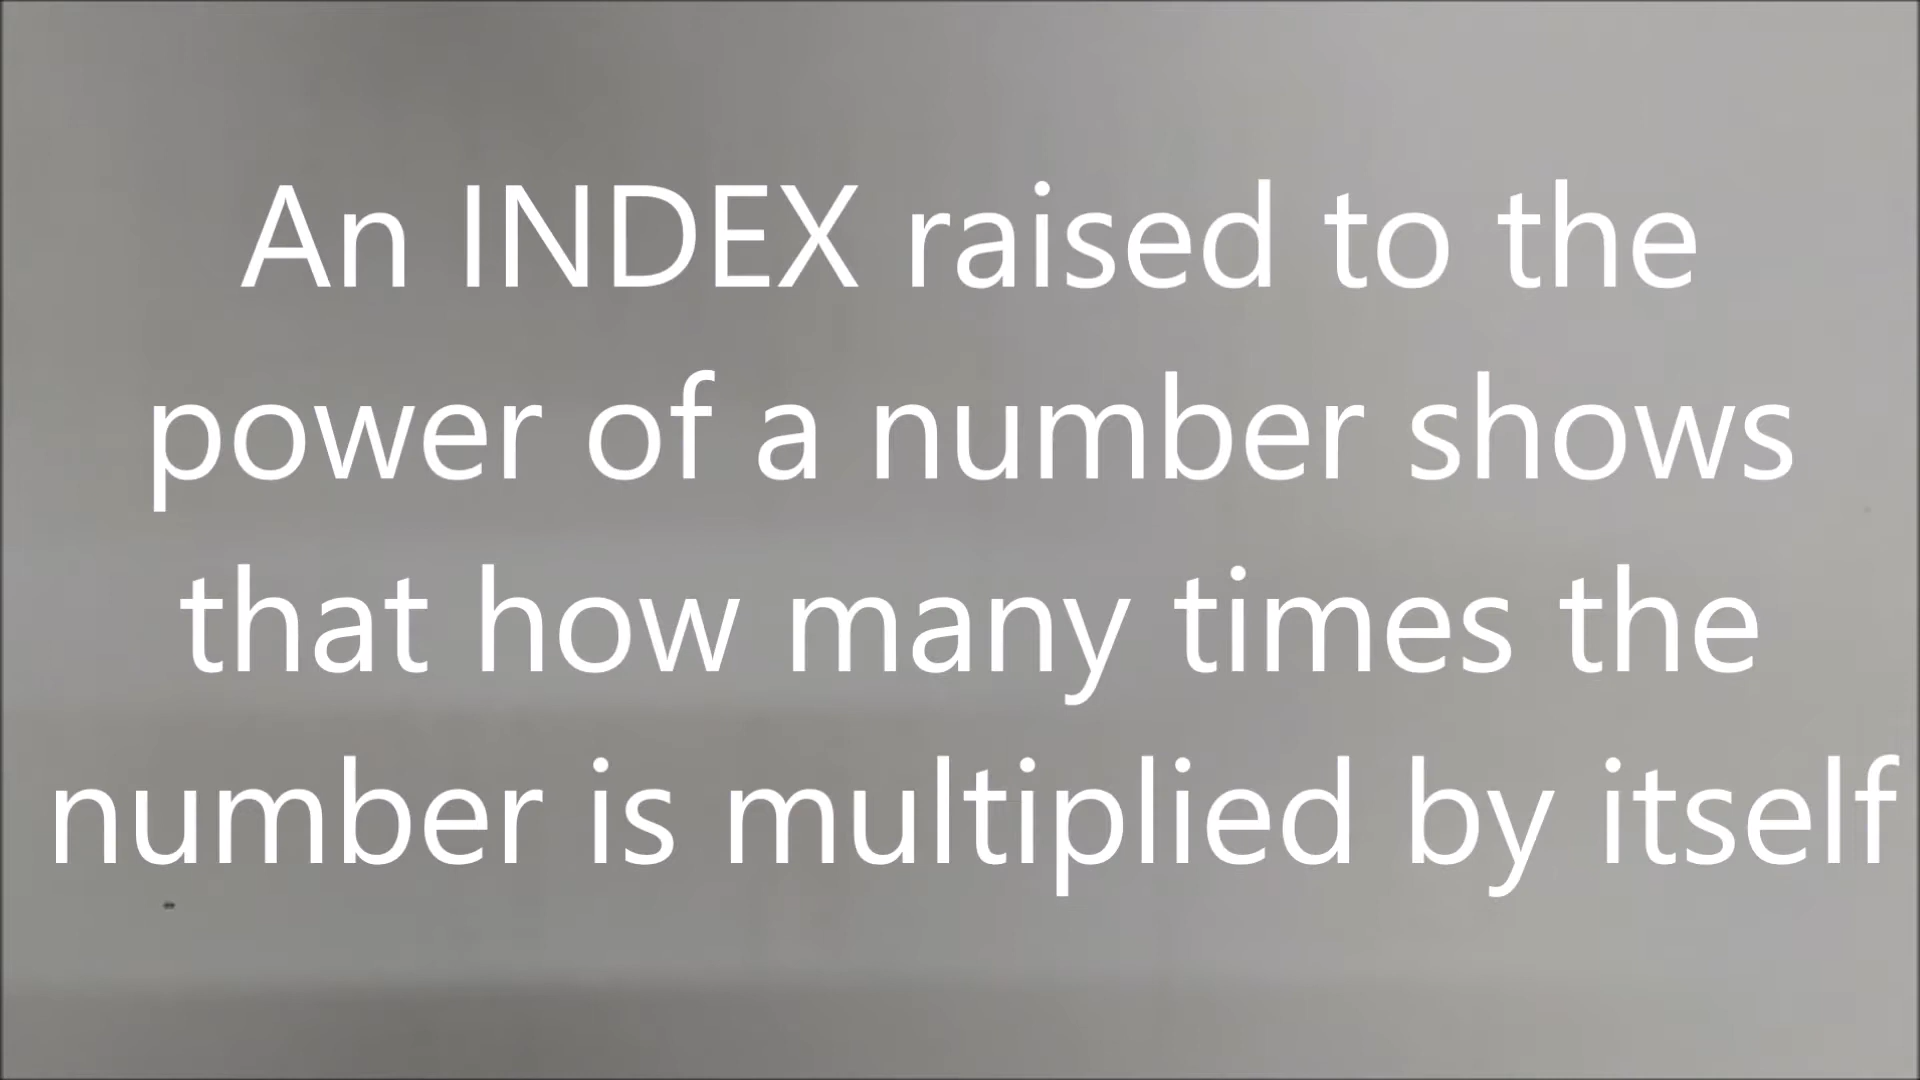 An INDEX raised to the
power of a number shows
that how many times the
number is multiplied by itself